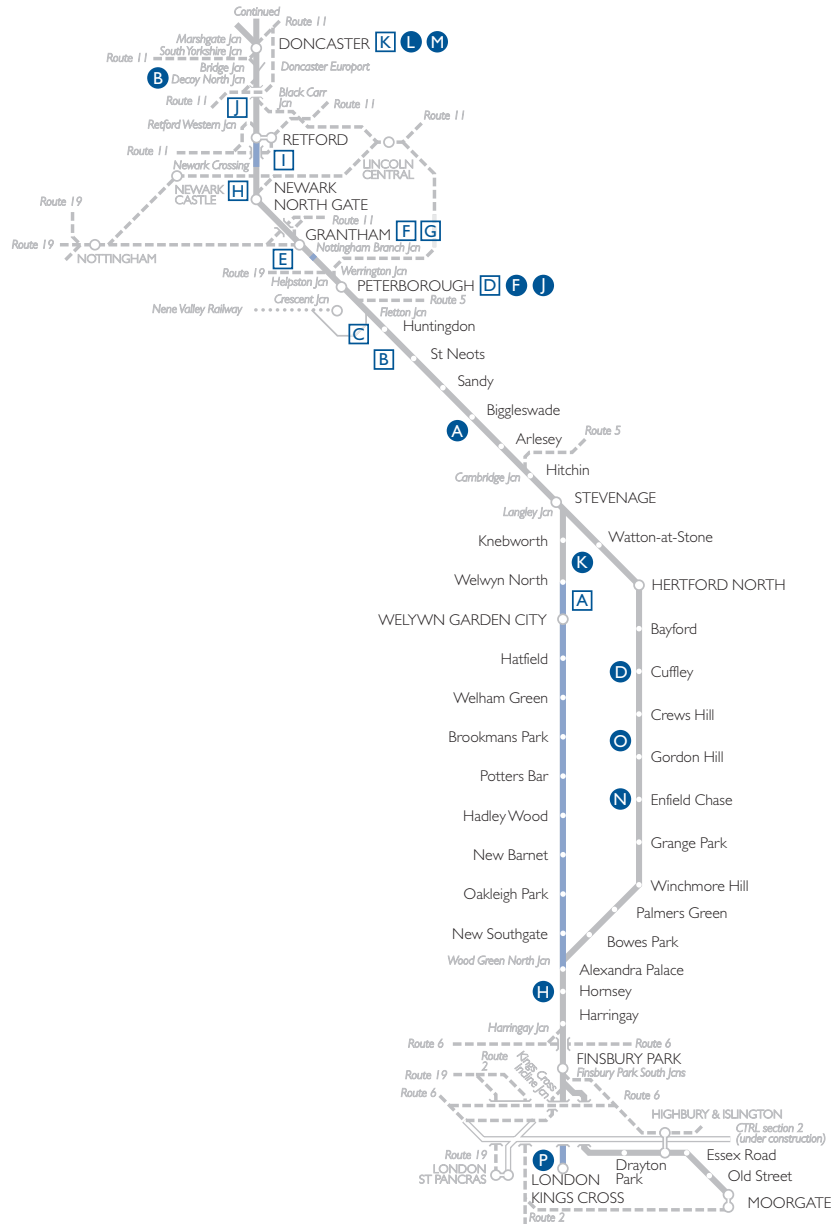 Continued
Route 11
Marshgate Jcn
DONCASTER K L M
South Yorkshire Jcn
Route 11
Bridge Jcn
Doncaster Europort
B Decoy North Jcn
Route 11
Black Carr
Jcn
Route 11
J
Retford Western Jcn
Route 11
RETFORD
Route 11
I
Newark Crossing
LINCOLN
CENTRAL
NEWARK
CASTLE
H
NEWARK
NORTH GATE
Route 19
Route 11
GRANTHAM F G
Route 19
Nottingham Branch Jcn
NOTTINGHAM
E
Route 19
Werrington Jcn
Helpston Jcn
PETERBOROUGH D F J
Crescent Jcn
Route 5
Nene Valley Railway
Fletton Jcn
C
Huntingdon
B
St Neots
Sandy
Biggleswade
A
Arlesey
Route 5
Hitchin
Cambridge Jcn
STEVENAGE
Langley Jcn
Knebworth
Watton-at-Stone
K
Welwyn North
HERTFORD NORTH
A
WELYWN GARDEN CITY
Bayford
Hatfield
D
Cuffley
Welham Green
Crews Hill
Brookmans Park
O
Gordon Hill
Potters Bar
N
Enfield Chase
Hadley Wood
Grange Park
New Barnet
Winchmore Hill
Oakleigh Park
Palmers Green
New Southgate
Bowes Park
Wood Green North Jcn
Alexandra Palace
H
Hornsey
Harringay
Harringay Jcn
Route 6
Route 6
FINSBURY PARK
Finsbury Park South Jcns
Route
2
Kings Cross
Incline Jcn
Route 19
Route 6
Route 6
HIGHBURY & ISLINGTON
CTRL section 2
(under construction)
Route 19
LONDON
ST PANCRAS
P
LONDON
KINGS CROSS
Drayton
Park
Essex Road
Old Street
MOORGATE
Route 2